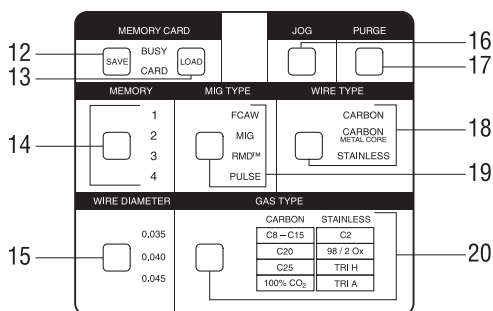 MEMORY CARD
JOG
PURGE
12
SAVE
BUSY
LOAD
CARD
13
16
17
MEMORY
MIG TYPE
WIRE TYPE
14
1
2
3
4
FCAW
MIG
RMD™
PULSE
CARBON
CARBON
METAL CORE
STAINLESS
18
19
WIRE DIAMETER
GAS TYPE
15
0.035
0.040
0.045
CARBON STAINLESS
C8 – C15 C2
C20 98 / 2 Ox
C25 TRI H
100% CO₂ TRI A
20